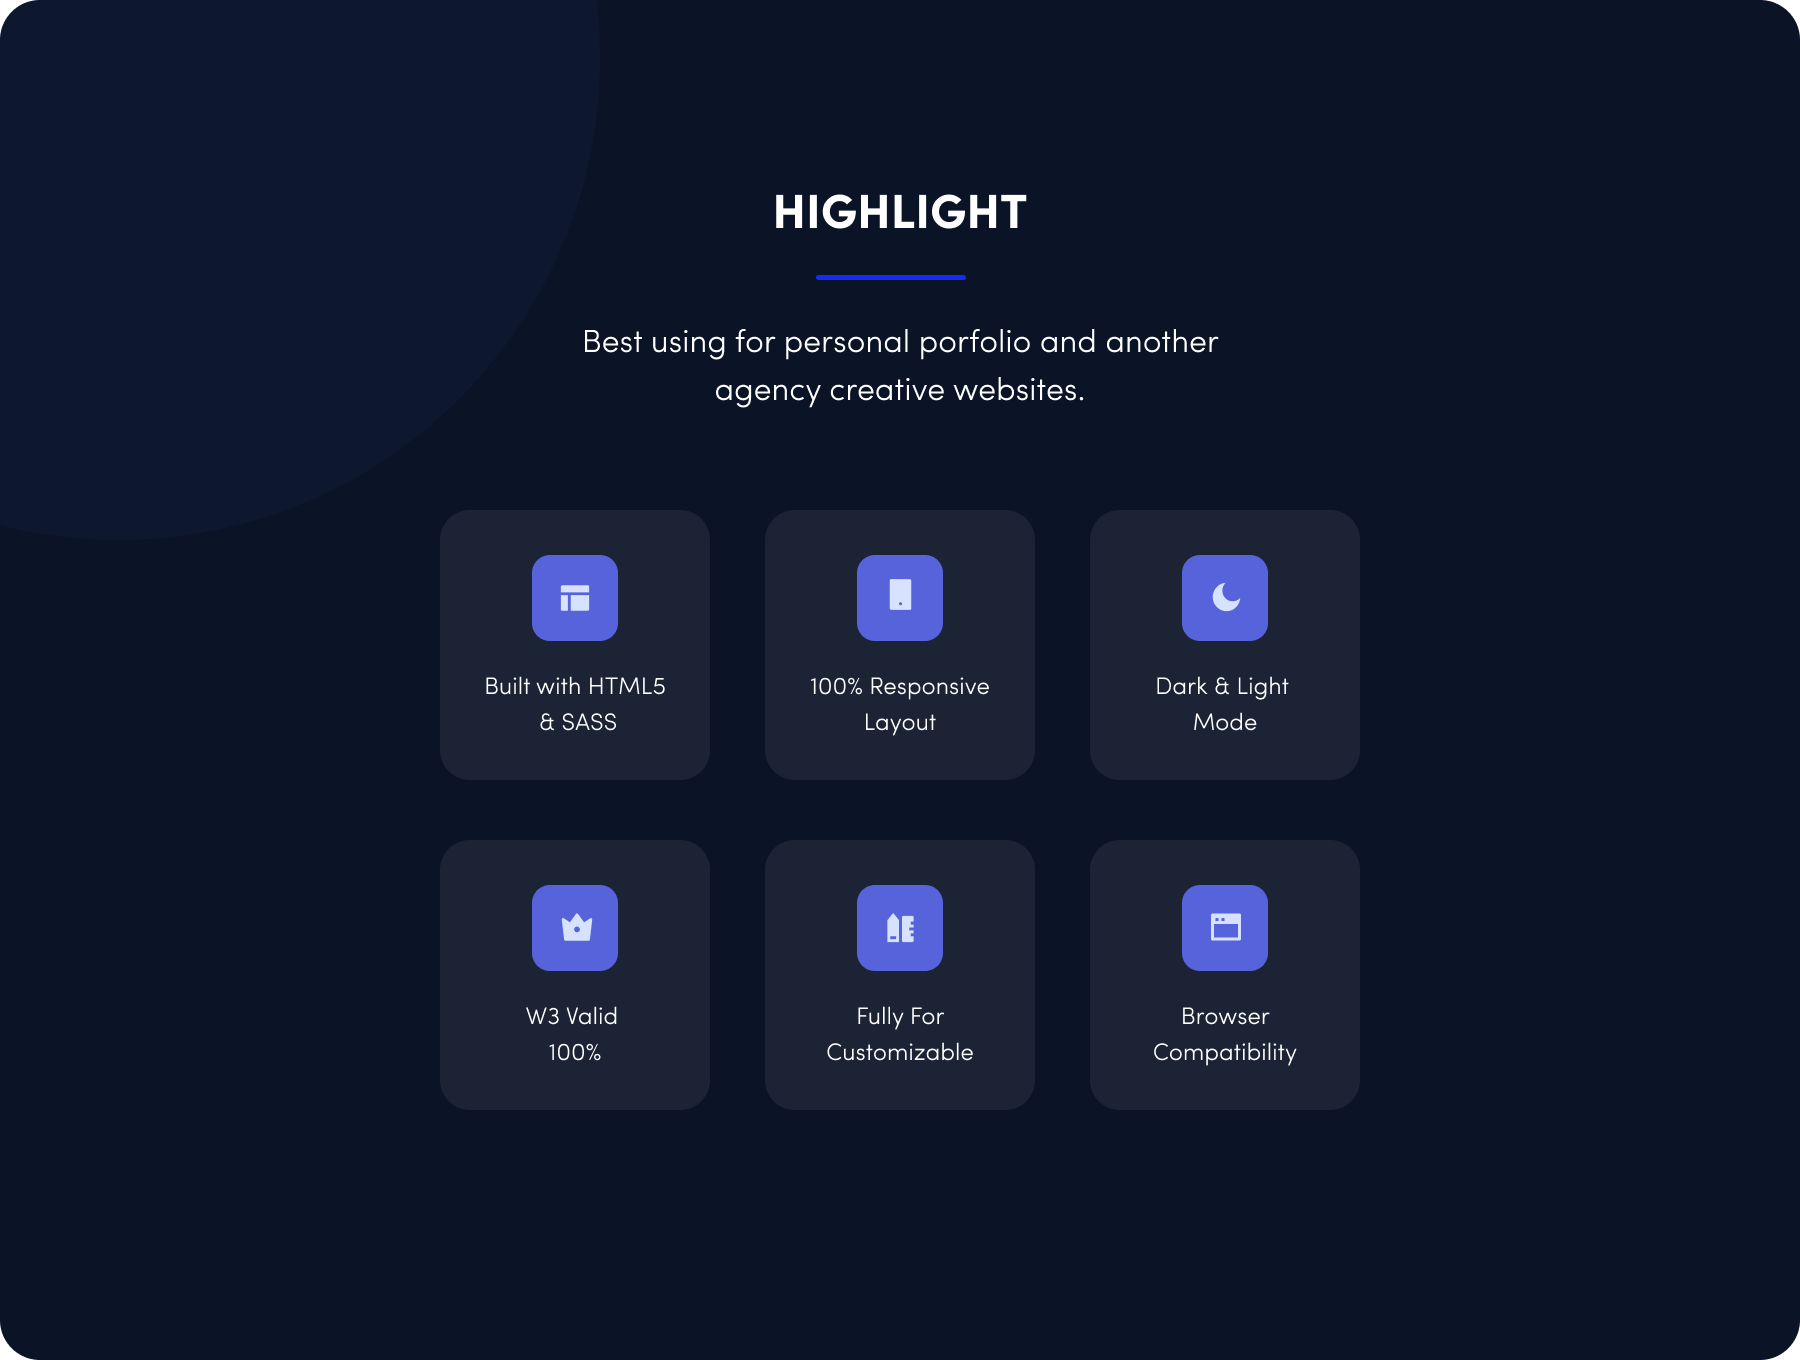 HIGHLIGHT
Best using for personal porfolio and another
agency creative websites.
Built with HTML5
& SASS
100% Responsive
Layout
Dark & Light
Mode
W3 Valid
100%
Fully For
Customizable
Browser
Compatibility